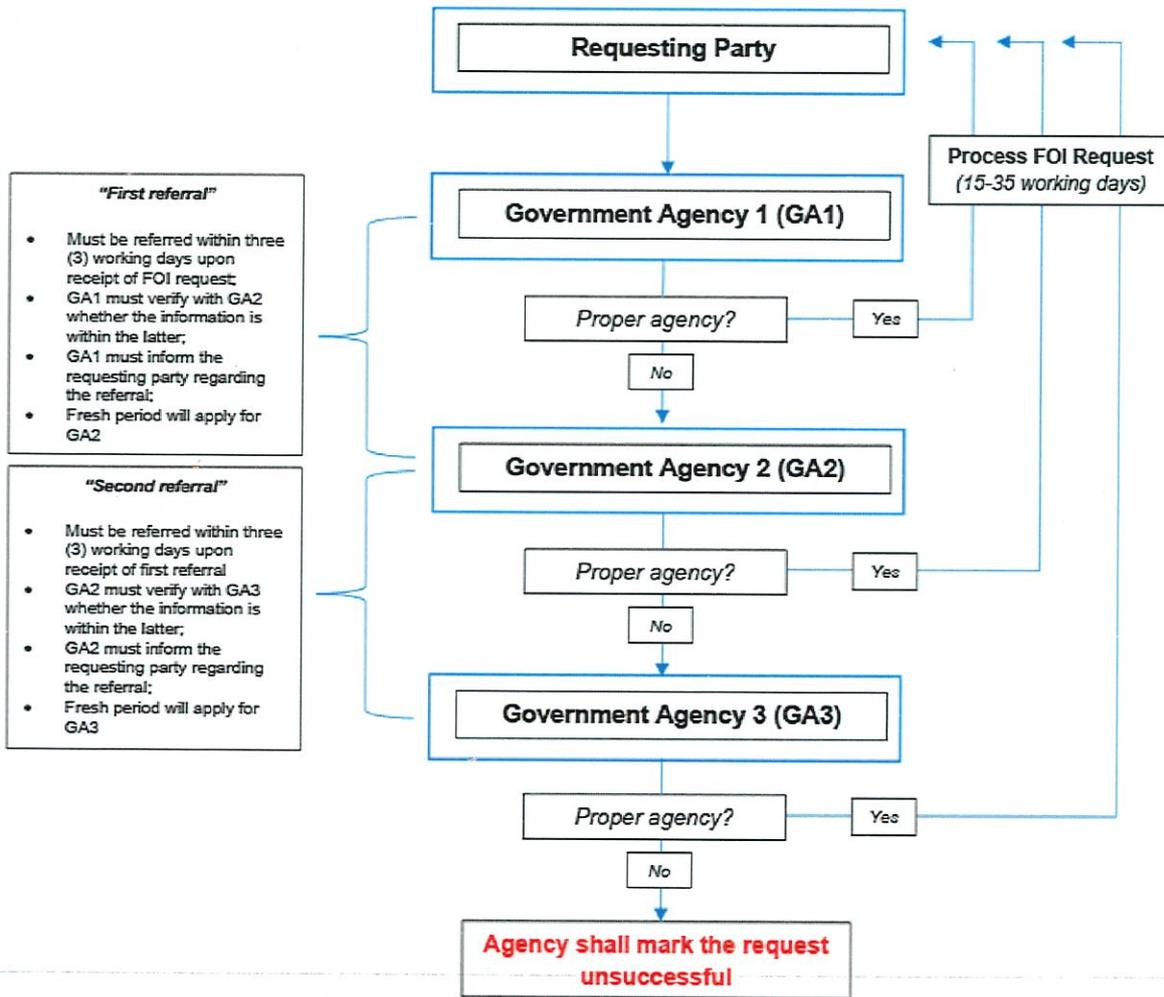 Requesting Party
Process FOI Request
(15-35 working days)
"First referral"
• Must be referred within three
(3) working days upon
receipt of FOI request;
• GA1 must verify with GA2
whether the information is
within the latter;
• GA1 must inform the
requesting party regarding
the referral;
• Fresh period will apply for
GA2
Government Agency 1 (GA1)
Proper agency?
Yes
No
Government Agency 2 (GA2)
"Second referral"
• Must be referred within three
(3) working days upon
receipt of first referral
• GA2 must verify with GA3
whether the information is
within the latter;
• GA2 must inform the
requesting party regarding
the referral;
• Fresh period will apply for
GA3
Proper agency?
Yes
No
Government Agency 3 (GA3)
Proper agency?
Yes
No
Agency shall mark the request
unsuccessful